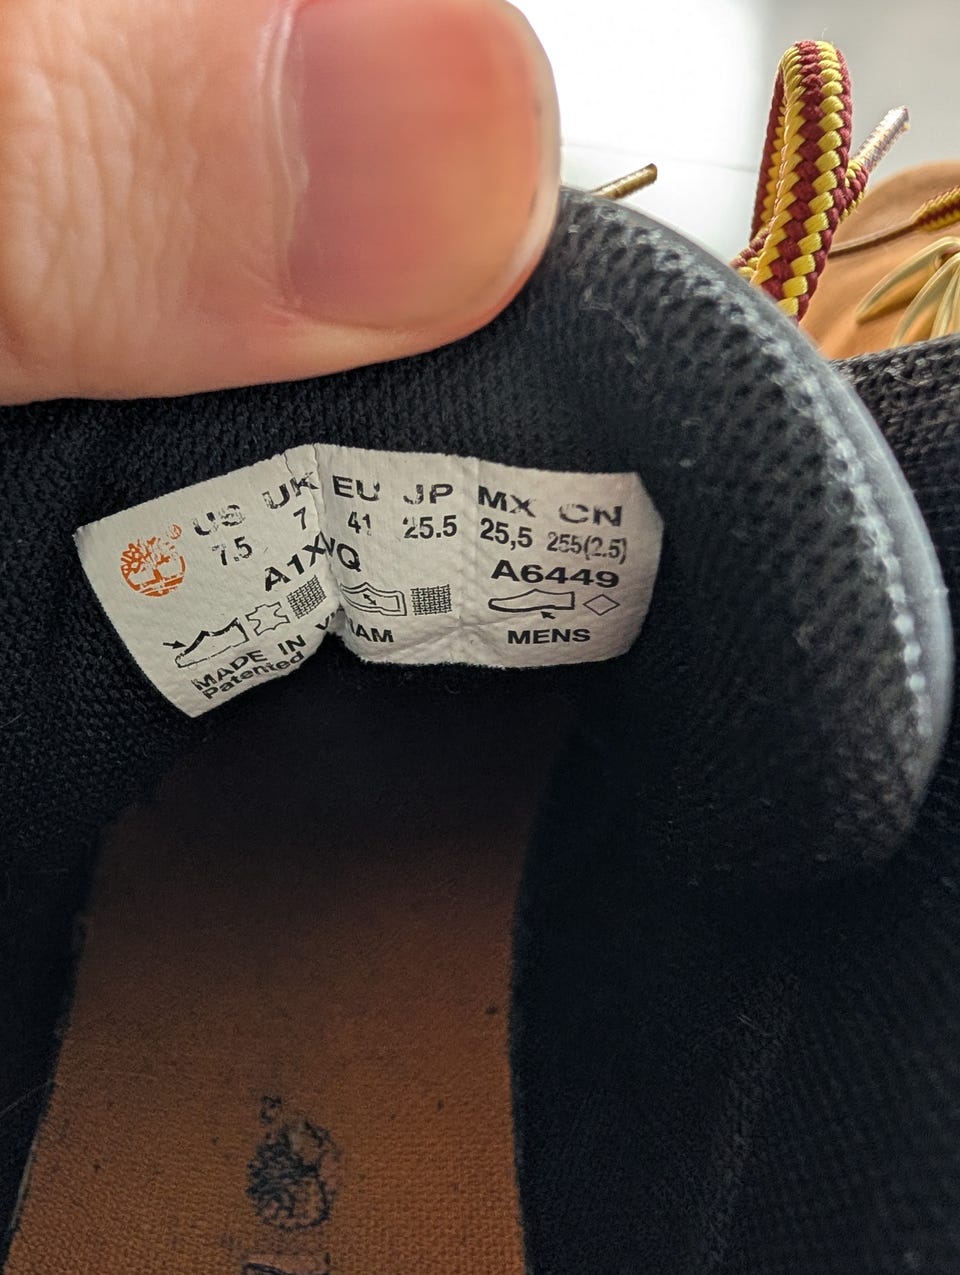 US UK EU JP MX CN
7.5 7 41 25.5 25,5 255(2.5)
A6449
MADE IN
MENS
Patented